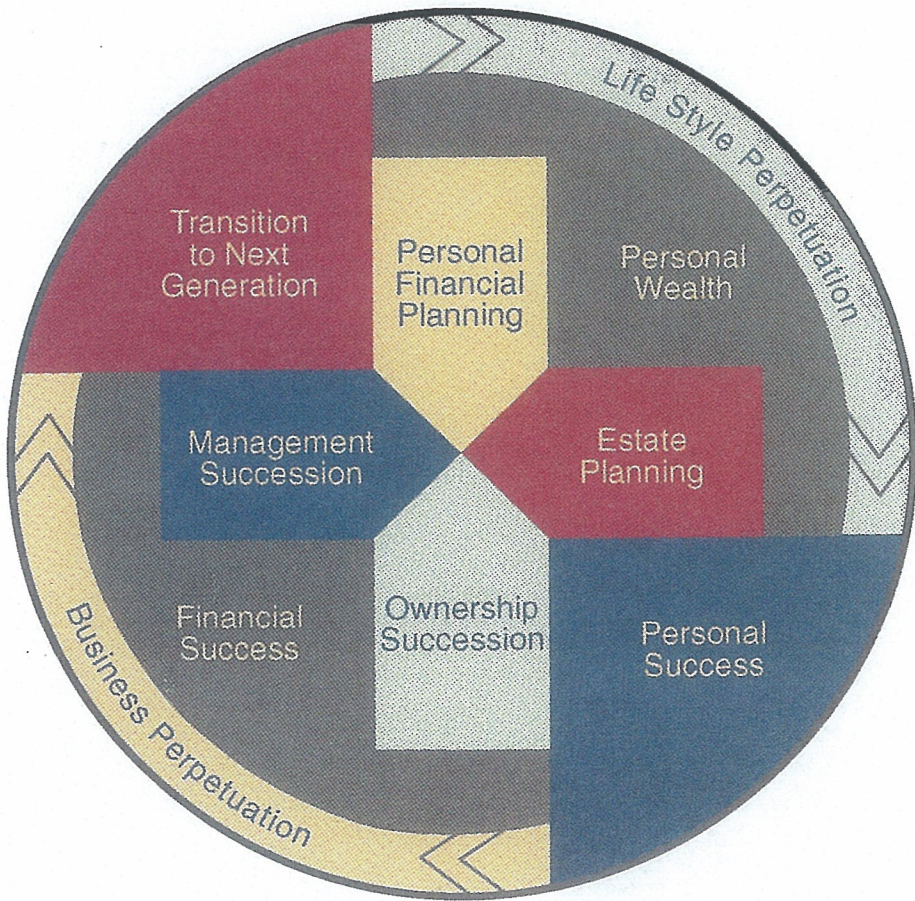 Life Style Perpetuation
Transition
to Next
Generation
Personal
Financial
Planning
Personal
Wealth
Management
Succession
Estate
Planning
Financial
Success
Ownership
Succession
Personal
Success
Business Perpetuation